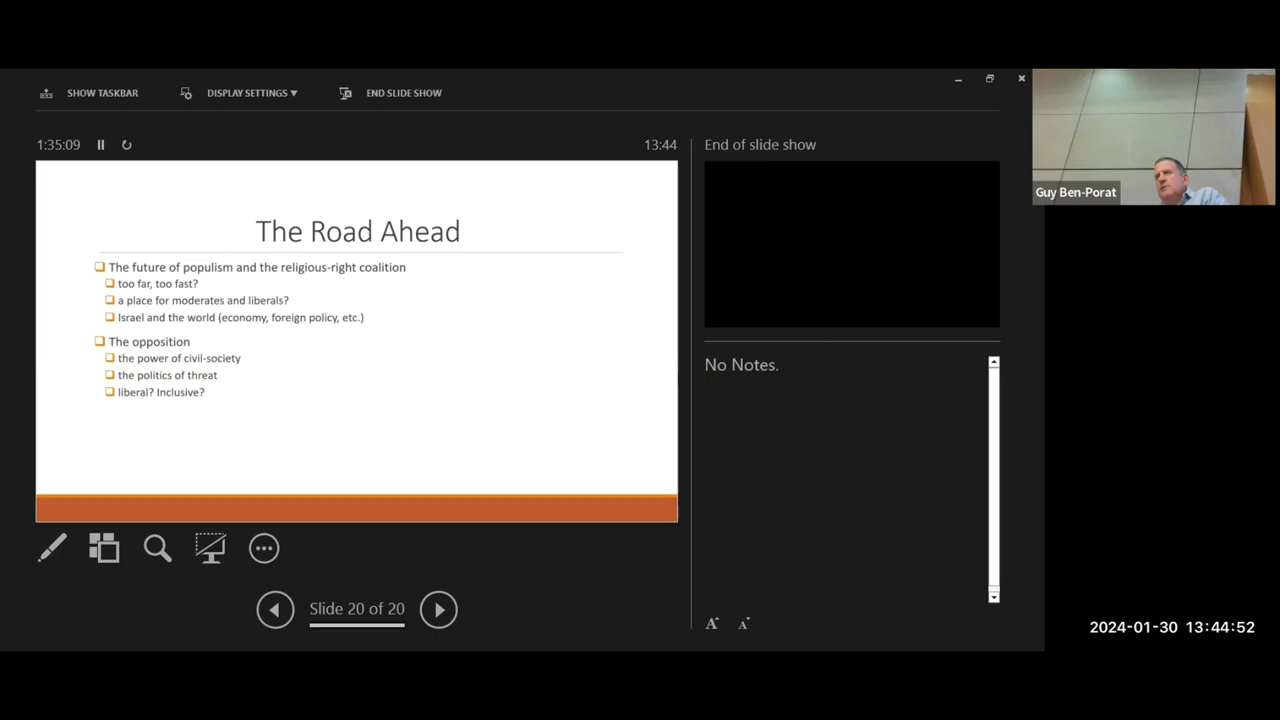 SHOW TASKBAR
DISPLAY SETTINGS ▼
END SLIDE SHOW
1:35:09
13:44
The Road Ahead
The future of populism and the religious-right coalition
too far, too fast?
a place for moderates and liberals?
Israel and the world (economy, foreign policy, etc.)
The opposition
the power of civil-society
the politics of threat
liberal? Inclusive?
Slide 20 of 20
End of slide show
No Notes.
A A
Guy Ben-Porat
2024-01-30 13:44:52